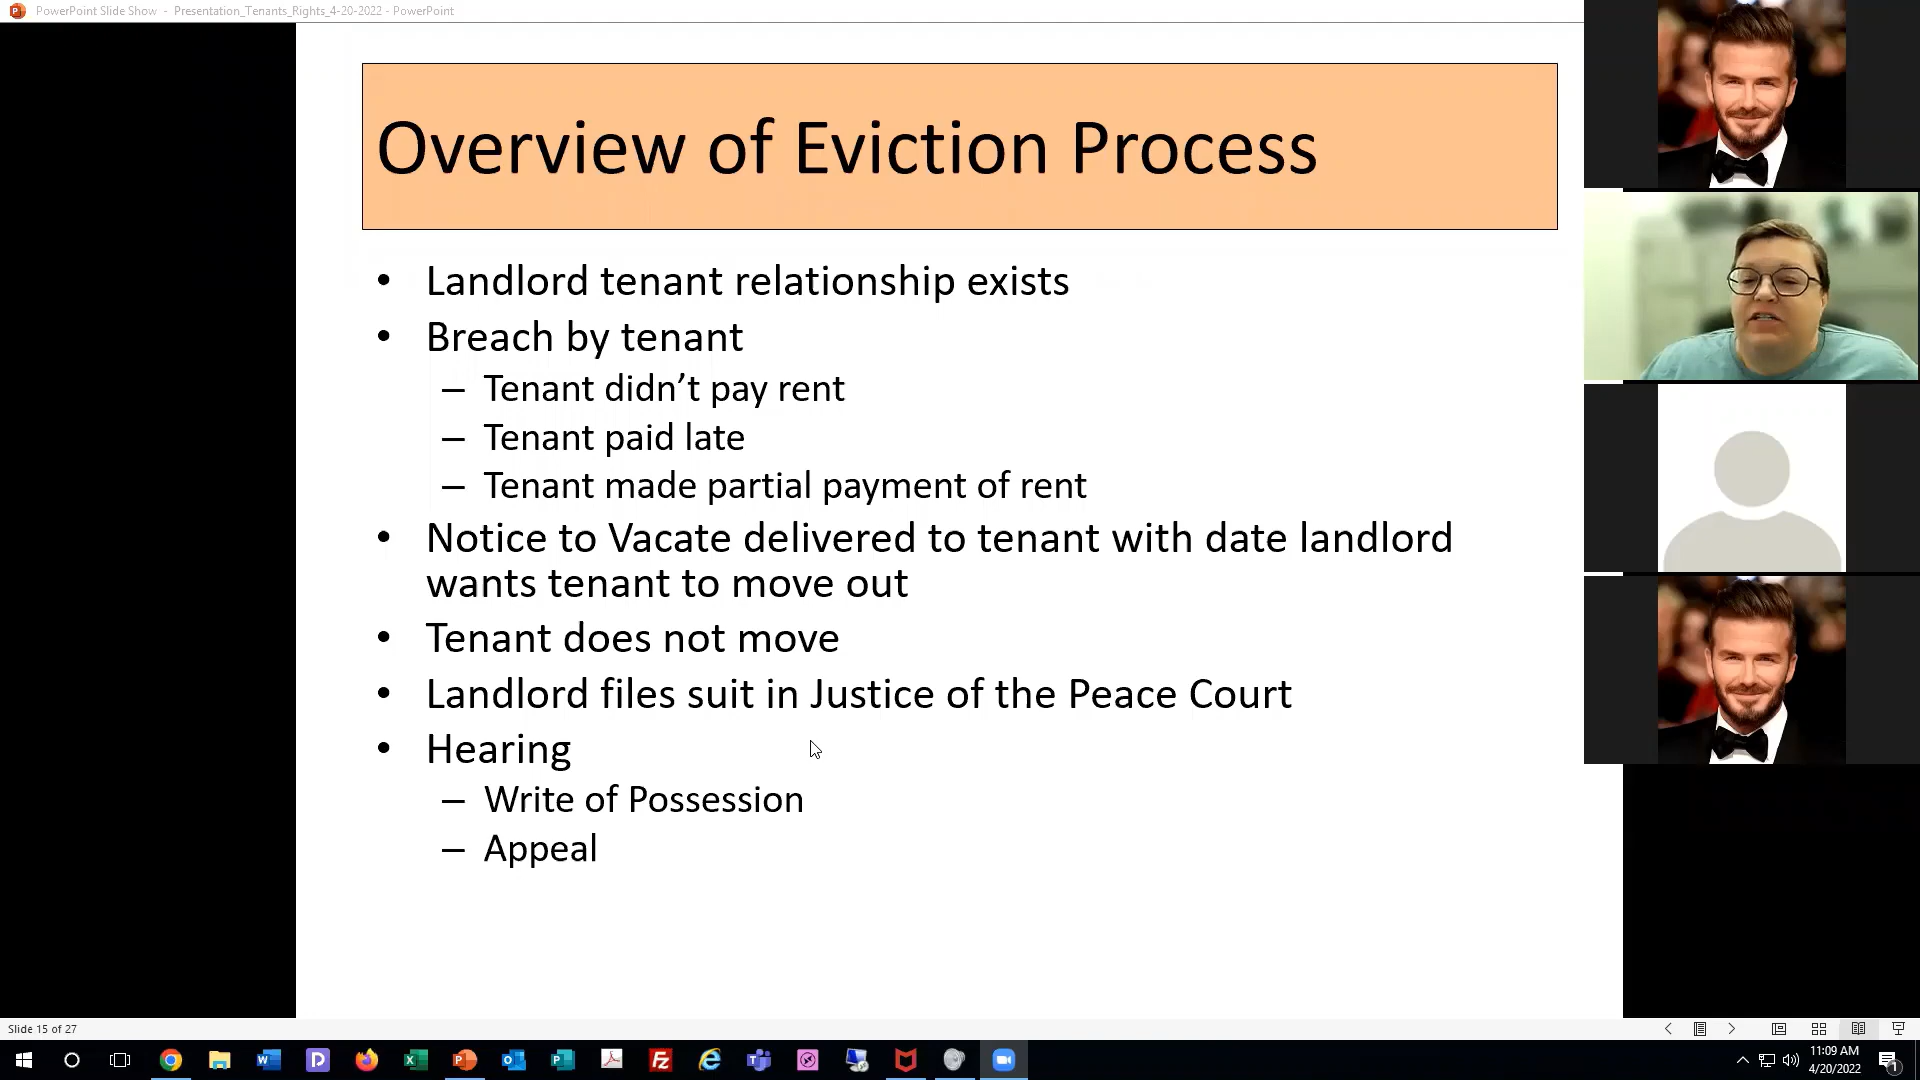 PowerPoint Slide Show - Presentation_Tenants_Rights_4-20-2022 - PowerPoint
Overview of Eviction Process
• Landlord tenant relationship exists
• Breach by tenant
– Tenant didn’t pay rent
– Tenant paid late
– Tenant made partial payment of rent
• Notice to Vacate delivered to tenant with date landlord
wants tenant to move out
• Tenant does not move
• Landlord files suit in Justice of the Peace Court
• Hearing
– Write of Possession
– Appeal
Slide 15 of 27
11:09 AM
4/20/2022